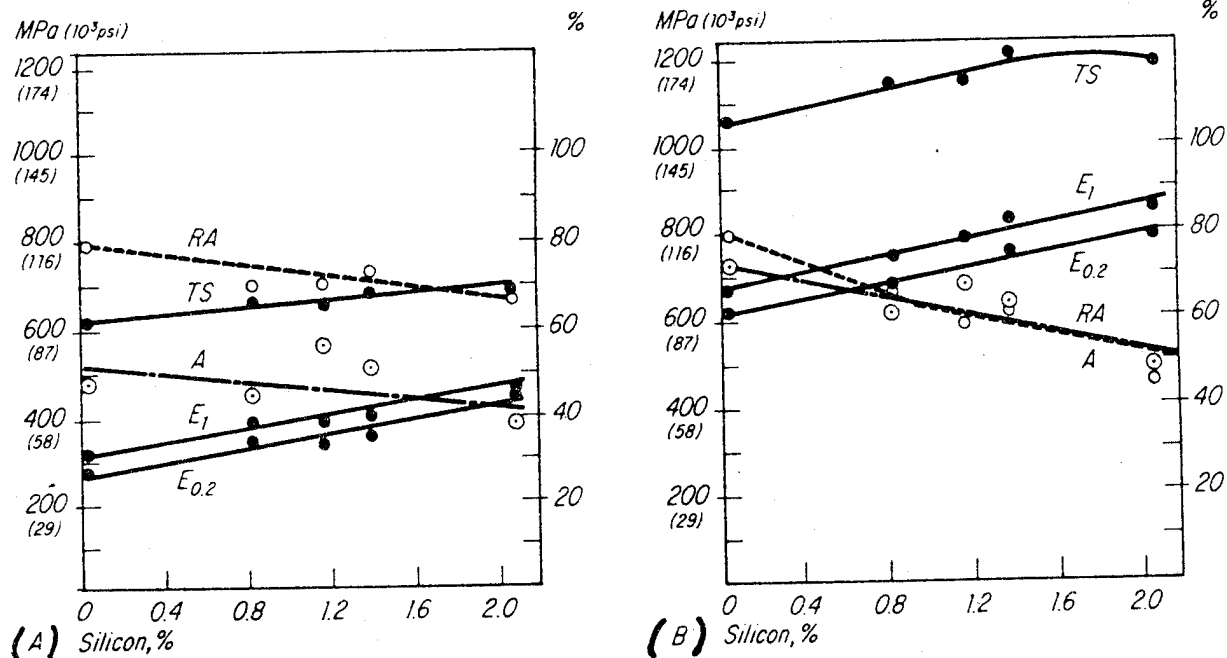 MPa (10³psi) %
1200
(174)
1000
(145)
800
(116)
600
(87)
400
(58)
200
(29)
100
80
60
40
20
RA
TS
A
E₁
E₀.₂
0 0.4 0.8 1.2 1.6 2.0
(A) Silicon, %
MPa (10³psi) %
1200
(174)
1000
(145)
800
(116)
600
(87)
400
(58)
200
(29)
100
80
60
40
20
TS
E₁
E₀.₂
RA
A
0 0.4 0.8 1.2 1.6 2.0
(B) Silicon, %